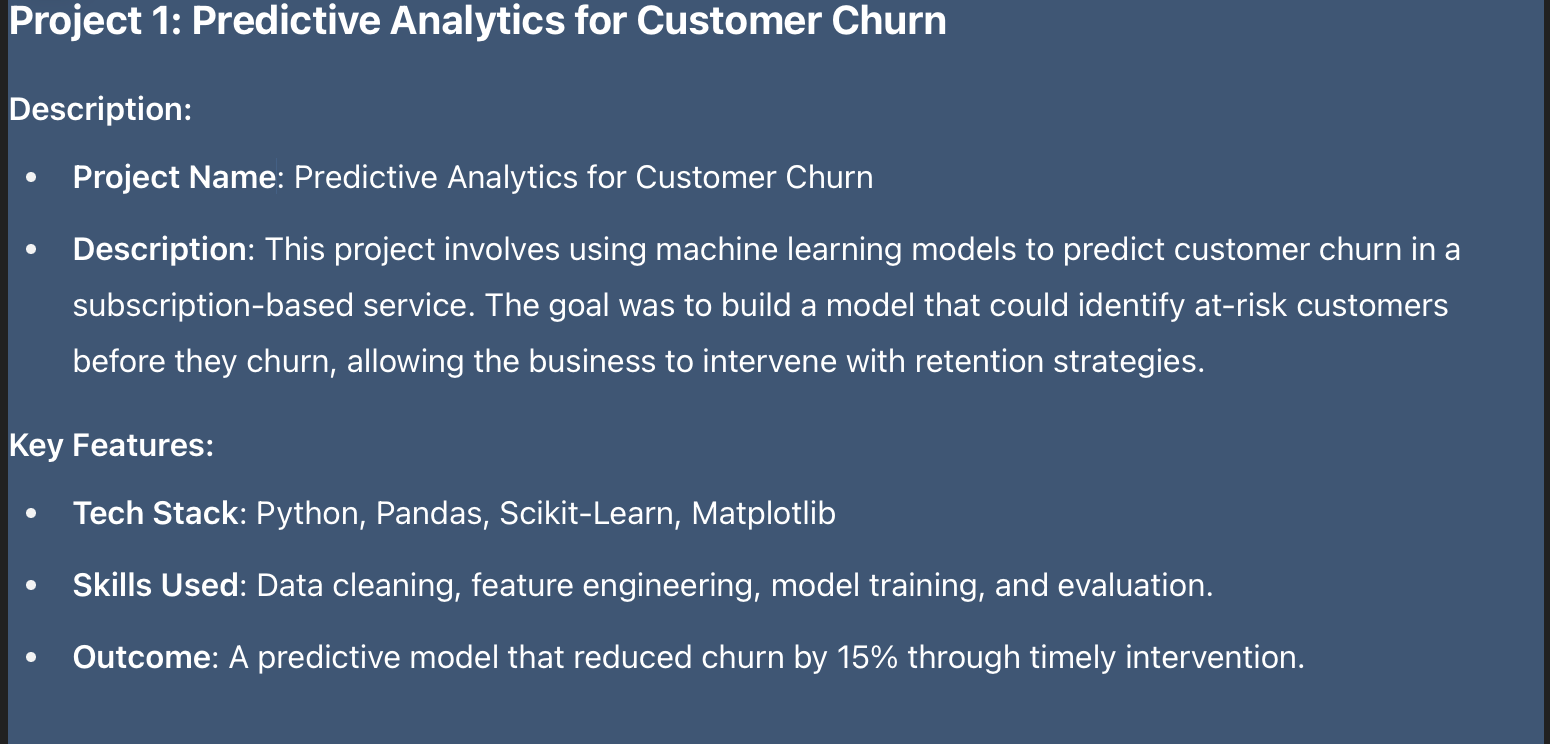 Project 1: Predictive Analytics for Customer Churn
Description:
• Project Name: Predictive Analytics for Customer Churn
• Description: This project involves using machine learning models to predict customer churn in a
subscription-based service. The goal was to build a model that could identify at-risk customers
before they churn, allowing the business to intervene with retention strategies.
Key Features:
• Tech Stack: Python, Pandas, Scikit-Learn, Matplotlib
• Skills Used: Data cleaning, feature engineering, model training, and evaluation.
• Outcome: A predictive model that reduced churn by 15% through timely intervention.